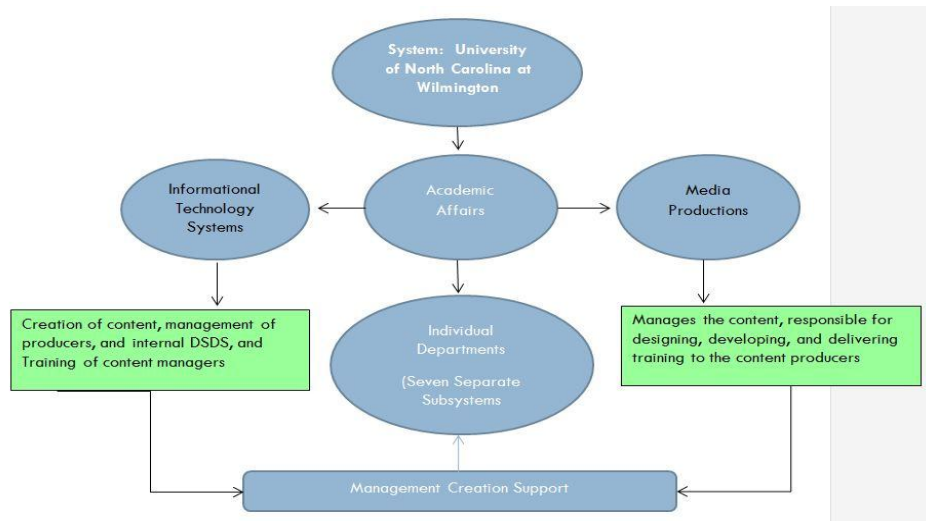 System: University
of North Carolina at
Wilmington
Informational
Technology
Systems
Academic
Affairs
Media
Productions
Creation of content, management of
producers, and internal DSDS, and
Training of content managers
Individual
Departments
(Seven Separate
Subsystems
Manages the content, responsible for
designing, developing, and delivering
training to the content producers
Management Creation Support